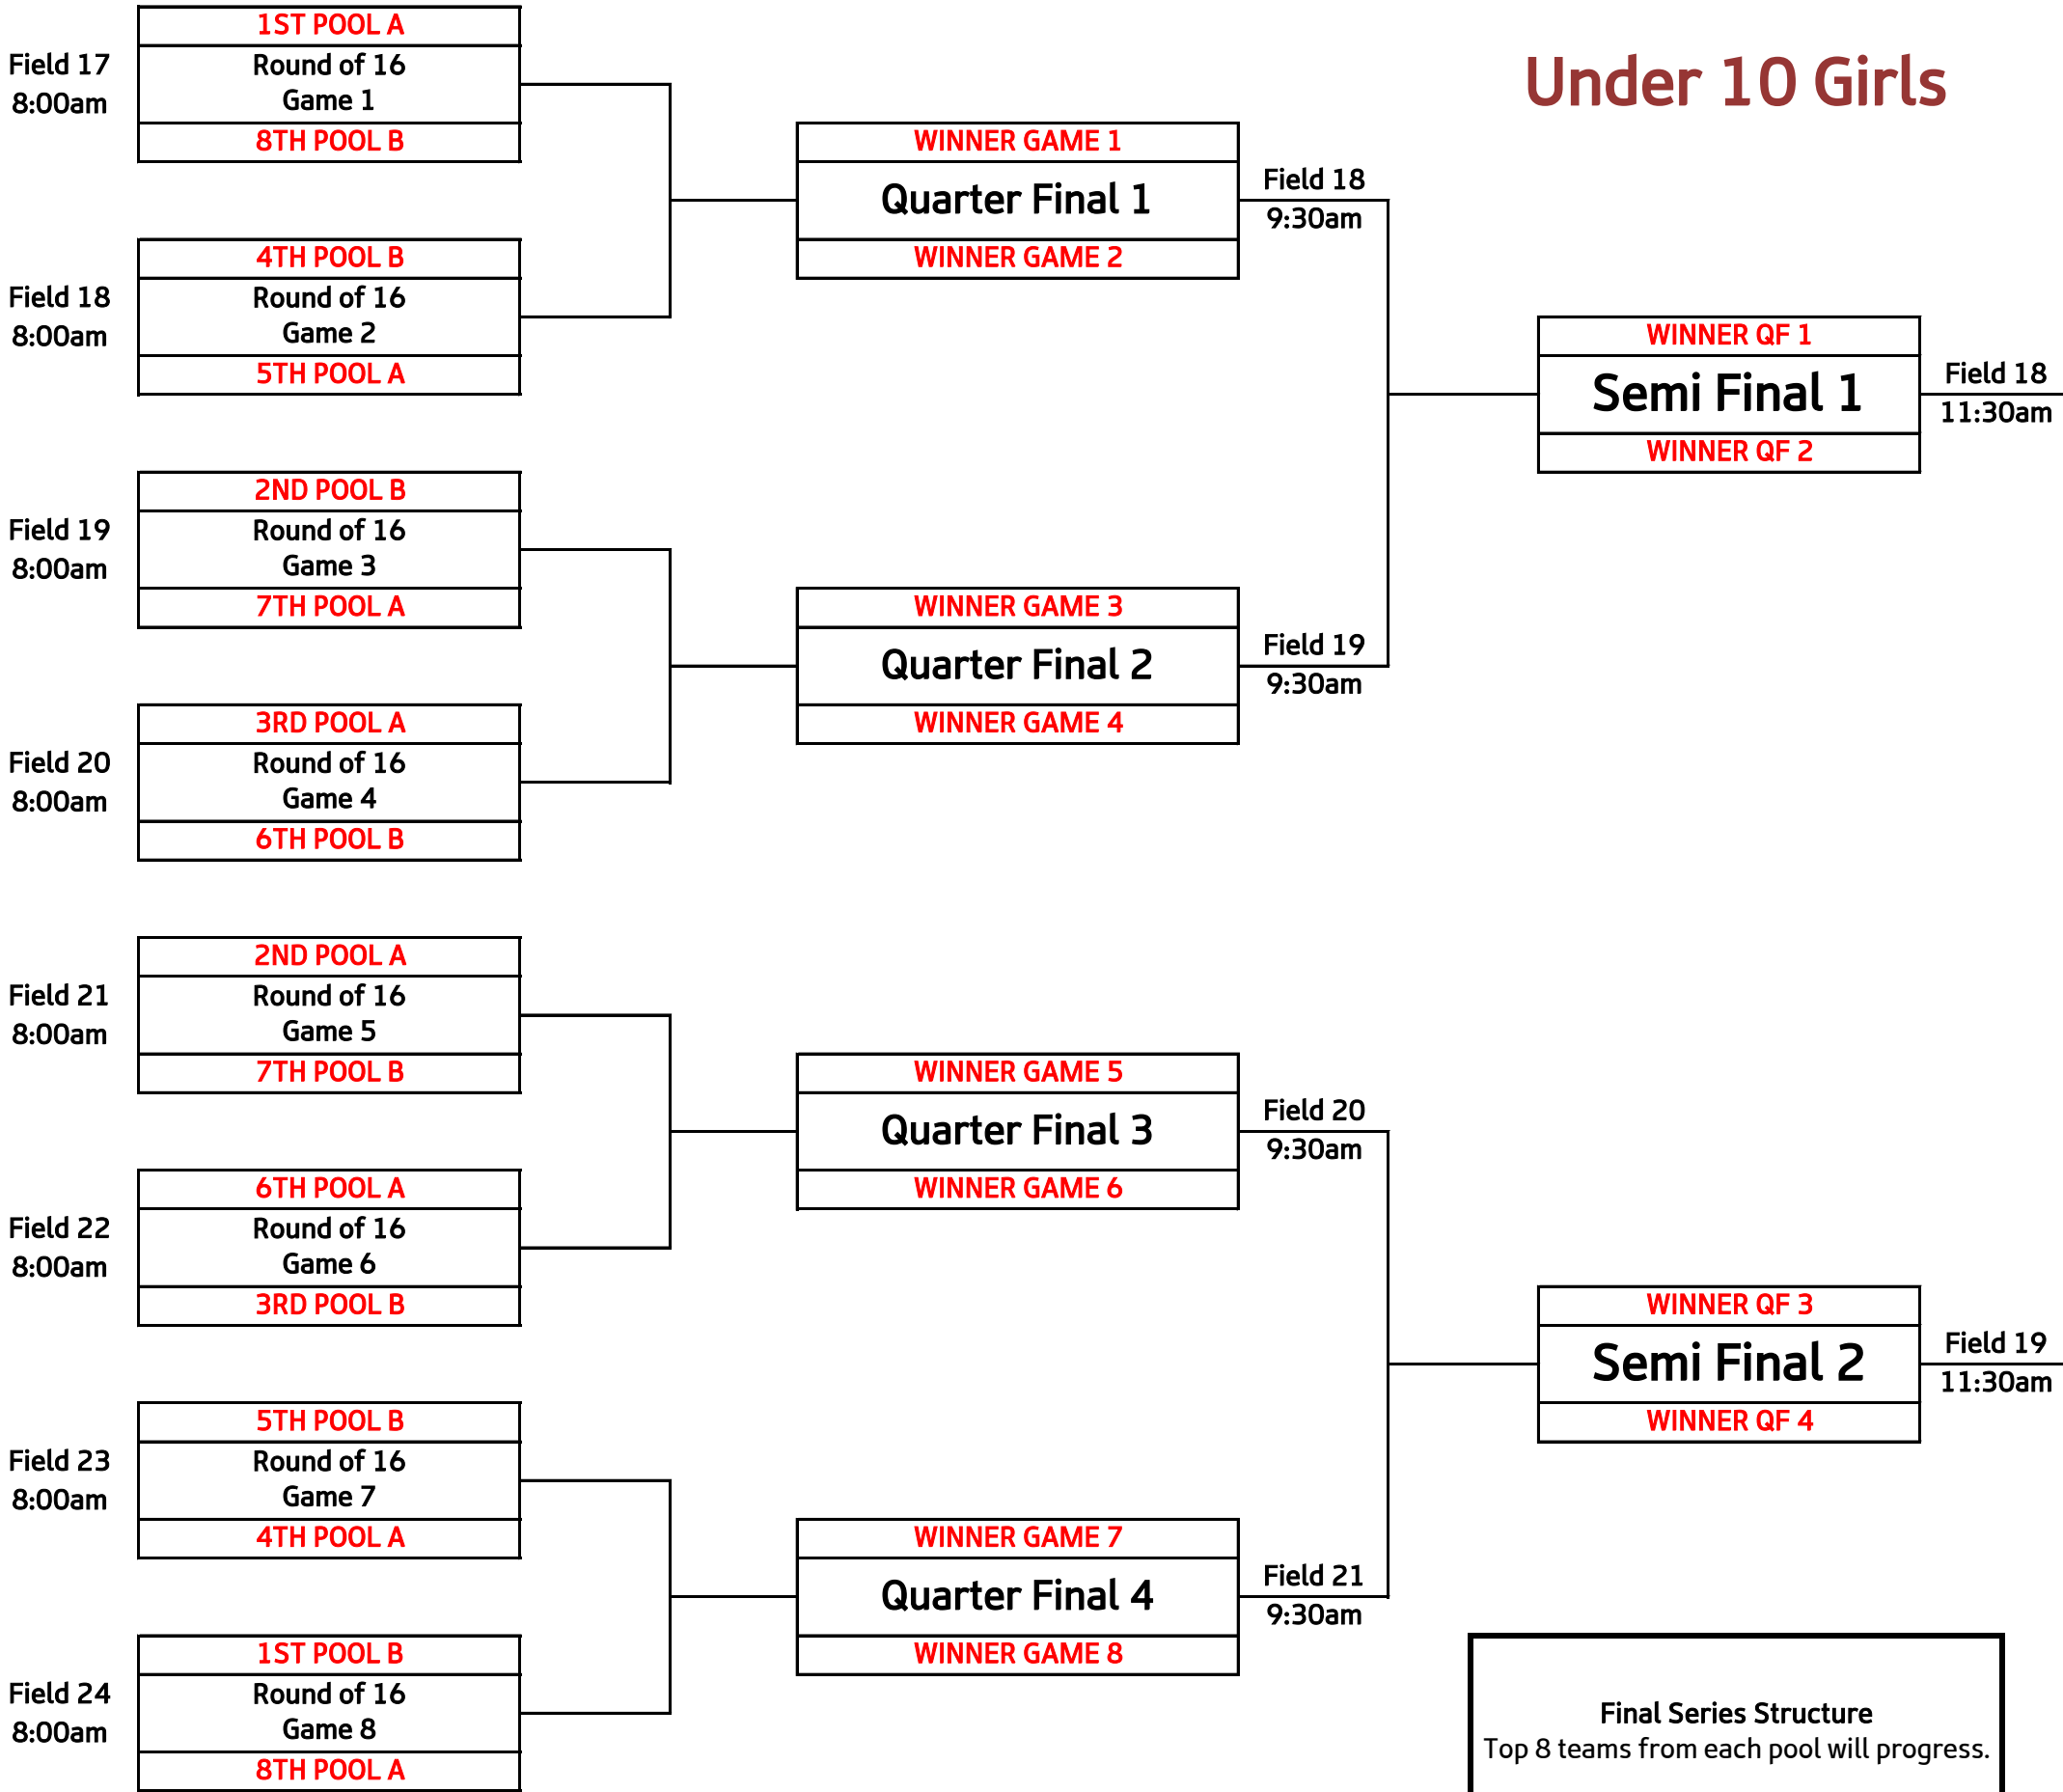 Under 10 Girls
1ST POOL A
Field 17
8:00am
Round of 16
Game 1
8TH POOL B
4TH POOL B
Field 18
8:00am
Round of 16
Game 2
5TH POOL A
2ND POOL B
Field 19
8:00am
Round of 16
Game 3
7TH POOL A
3RD POOL A
Field 20
8:00am
Round of 16
Game 4
6TH POOL B
2ND POOL A
Field 21
8:00am
Round of 16
Game 5
7TH POOL B
6TH POOL A
Field 22
8:00am
Round of 16
Game 6
3RD POOL B
5TH POOL B
Field 23
8:00am
Round of 16
Game 7
4TH POOL A
1ST POOL B
Field 24
8:00am
Round of 16
Game 8
8TH POOL A
WINNER GAME 1
Quarter Final 1
WINNER GAME 2
Field 18
9:30am
WINNER GAME 3
Quarter Final 2
WINNER GAME 4
Field 19
9:30am
WINNER GAME 5
Quarter Final 3
WINNER GAME 6
Field 20
9:30am
WINNER GAME 7
Quarter Final 4
WINNER GAME 8
Field 21
9:30am
WINNER QF 1
Semi Final 1
WINNER QF 2
Field 18
11:30am
WINNER QF 3
Semi Final 2
WINNER QF 4
Field 19
11:30am
Final Series Structure
Top 8 teams from each pool will progress.